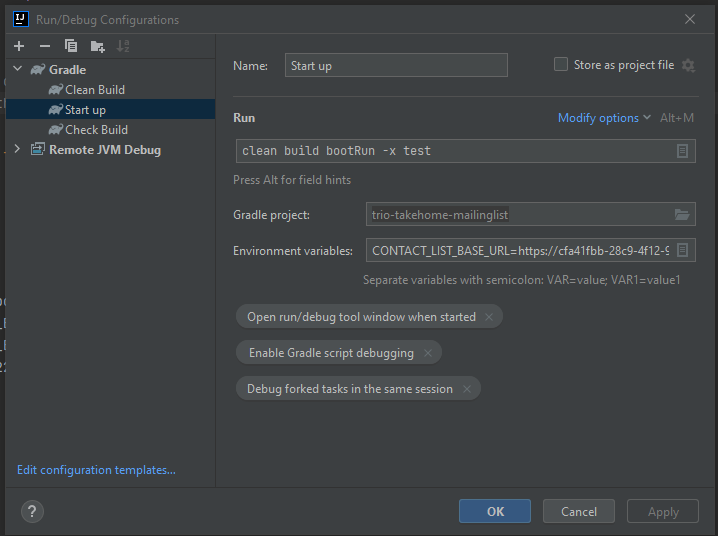 IJ
Run/Debug Configurations
Gradle
Clean Build
Start up
Check Build
Remote JVM Debug
Edit configuration templates...
Name:
Start up
Store as project file
Run
Modify options
Alt+M
clean build bootRun -x test
Press Alt for field hints
Gradle project:
trio-takehome-mailinglist
Environment variables:
CONTACT_LIST_BASE_URL=https://cfa41fbb-28c9-4f12-9
Separate variables with semicolon: VAR=value; VAR1=value1
Open run/debug tool window when started
Enable Gradle script debugging
Debug forked tasks in the same session
?
OK
Cancel
Apply